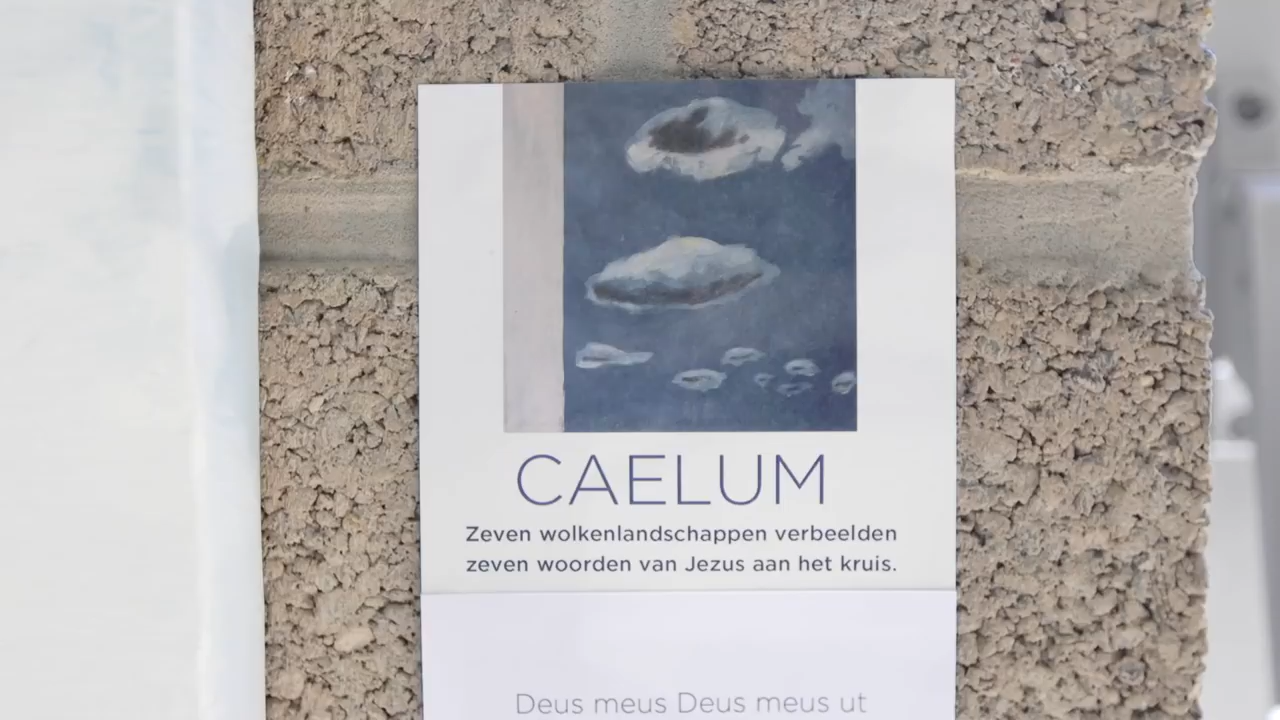 CAELUM
Zeven wolkenlandschappen verbeelden
zeven woorden van Jezus aan het kruis.
Deus meus Deus meus ut